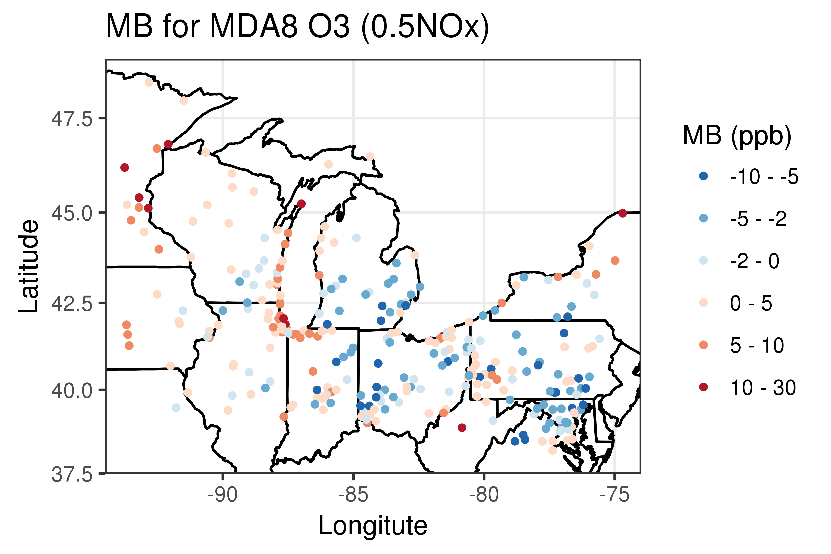 MB for MDA8 O3 (0.5NOx)
47.5
45.0
42.5
40.0
37.5
Latitude
-90
-85
-80
-75
Longitute
MB (ppb)
-10 - -5
-5 - -2
-2 - 0
0 - 5
5 - 10
10 - 30